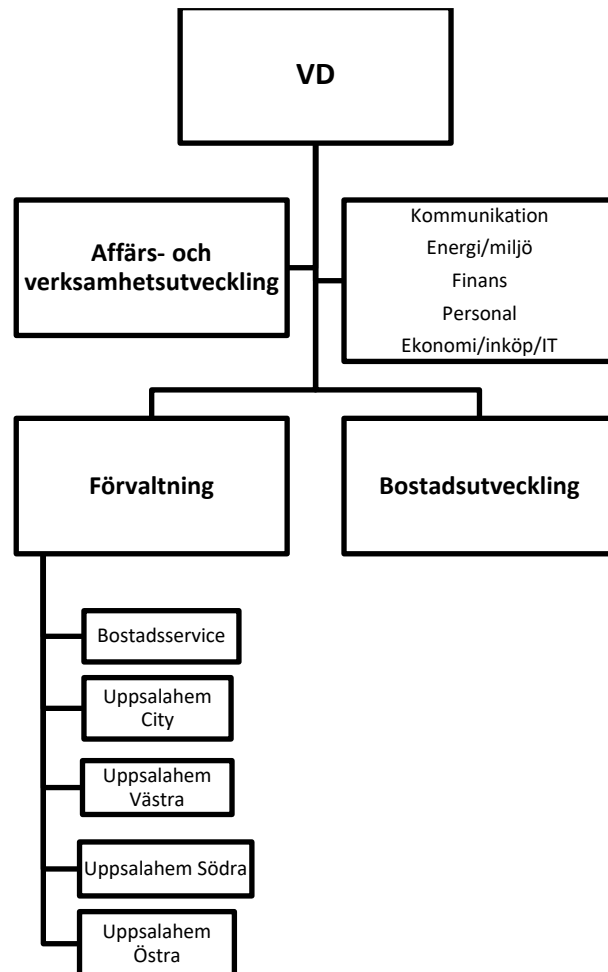 VD
Affärs- och
verksamhetsutveckling
Kommunikation
Energi/miljö
Finans
Personal
Ekonomi/inköp/IT
Förvaltning
Bostadsutveckling
Bostadsservice
Uppsalahem
City
Uppsalahem
Västra
Uppsalahem Södra
Uppsalahem
Östra